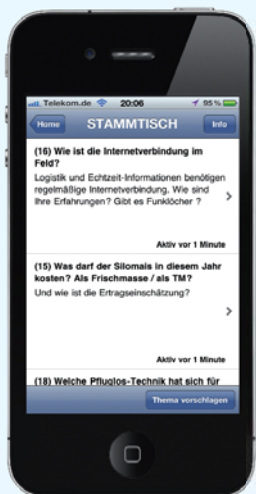 Telekom.de 20:06 95 %
Home STAMMTISCH Info
(16) Wie ist die Internetverbindung im
Feld?
Logistik und Echtzeit-Informationen benötigen
regelmäßige Internetverbindung. Wie sind
Ihre Erfahrungen? Gibt es Funklöcher ?
Aktiv vor 1 Minute
(15) Was darf der Silomais in diesem Jahr
kosten? Als Frischmasse / als TM?
Und wie ist die Ertragseinschätzung?
Aktiv vor 1 Minute
(18) Welche Pfluglos-Technik hat sich für
Thema vorschlagen